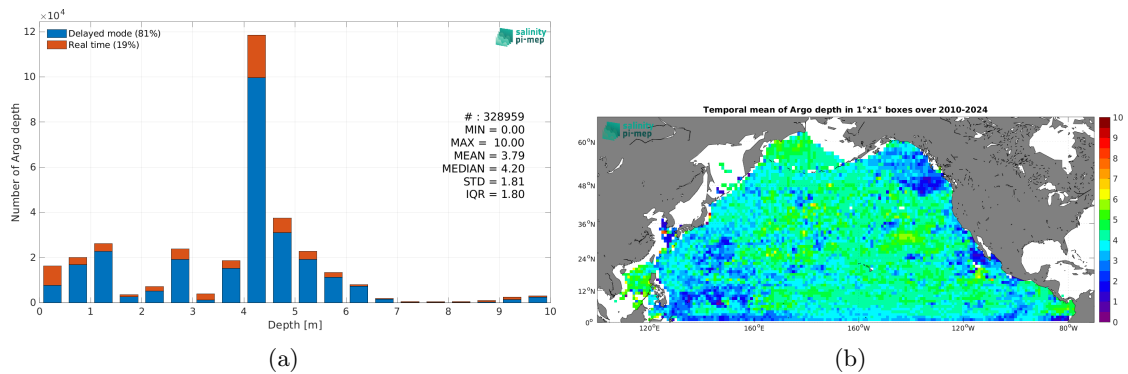 ×10⁴
Delayed mode (81%)
Real time (19%)
salinity
pi-mep
12
10
8
6
4
2
0
Number of Argo depth
# : 328959
MIN = 0.00
MAX = 10.00
MEAN = 3.79
MEDIAN = 4.20
STD = 1.81
IQR = 1.80
0 1 2 3 4 5 6 7 8 9 10
Depth [m]
(a)
Temporal mean of Argo depth in 1°x1° boxes over 2010-2024
salinity
pi-mep
60°N
48°N
36°N
24°N
12°N
0°
120°E 160°E 160°W 120°W 80°W
10
9
8
7
6
5
4
3
2
1
0
(b)